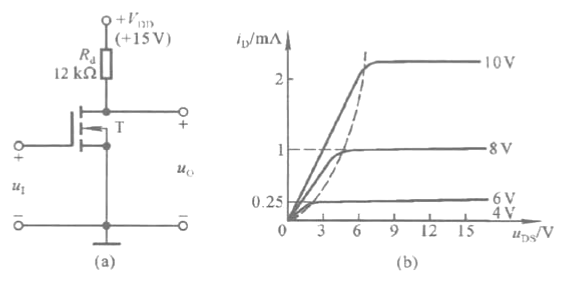 +V_DD
(+15 V)
R_d
12 kΩ
T
+
+
u_I
u_O
−
−
(a)
i_D/mA
2
1
0.25
0
3
6
9
12
15
u_DS/V
10 V
8 V
6 V
4 V
(b)